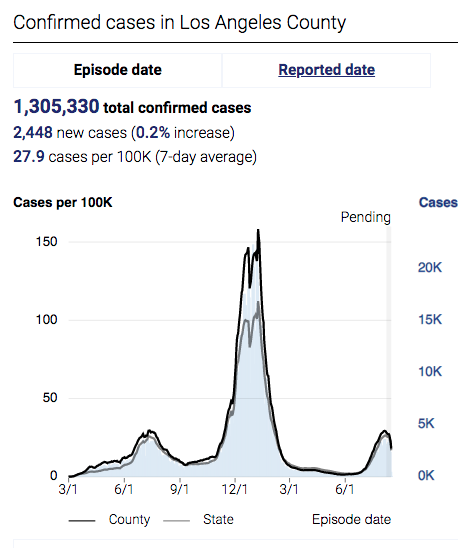 Confirmed cases in Los Angeles County
Episode date
Reported date
1,305,330 total confirmed cases
2,448 new cases (0.2% increase)
27.9 cases per 100K (7-day average)
Cases per 100K
Cases
Pending
150
100
50
0
20K
15K
10K
5K
0K
3/1 6/1 9/1 12/1 3/1 6/1
County State Episode date